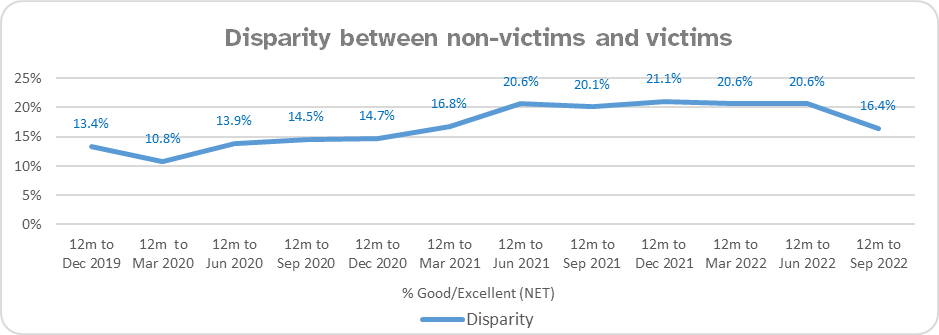 Disparity between non-victims and victims
25%
20%
15%
10%
5%
0%
13.4%
10.8%
13.9%
14.5%
14.7%
16.8%
20.6%
20.1%
21.1%
20.6%
20.6%
16.4%
12m to Dec 2019
12m to Mar 2020
12m to Jun 2020
12m to Sep 2020
12m to Dec 2020
12m to Mar 2021
12m to Jun 2021
12m to Sep 2021
12m to Dec 2021
12m to Mar 2022
12m to Jun 2022
12m to Sep 2022
% Good/Excellent (NET)
Disparity